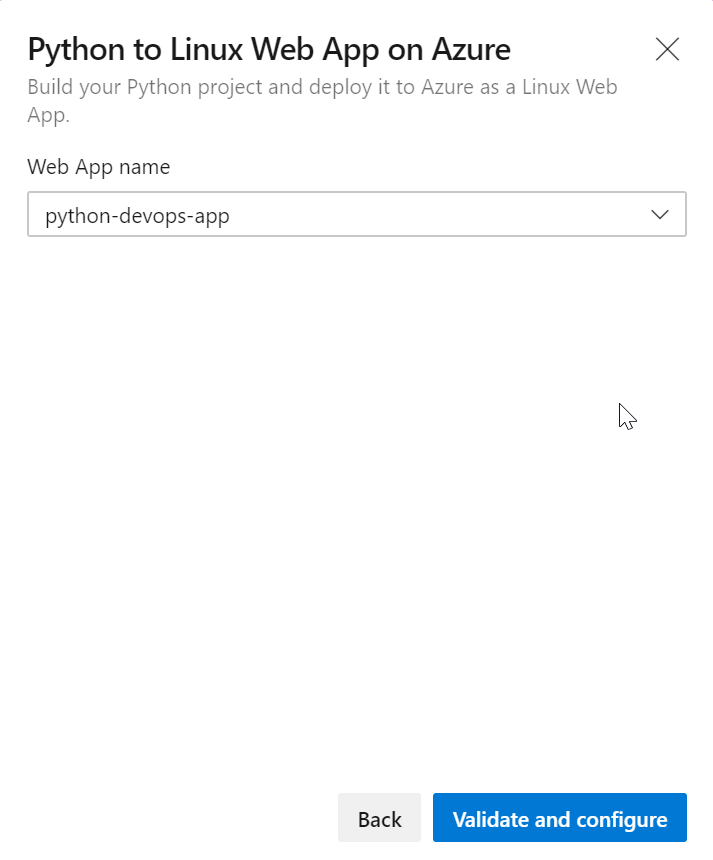 Python to Linux Web App on Azure
Build your Python project and deploy it to Azure as a Linux Web
App.
Web App name
python-devops-app
Back
Validate and configure